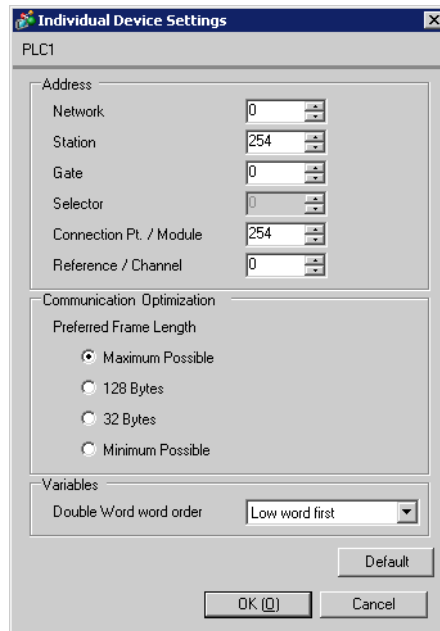 Individual Device Settings
PLC1
Address
Network 0
Station 254
Gate 0
Selector 0
Connection Pt. / Module 254
Reference / Channel 0
Communication Optimization
Preferred Frame Length
Maximum Possible
128 Bytes
32 Bytes
Minimum Possible
Variables
Double Word word order Low word first
Default
OK (O) Cancel